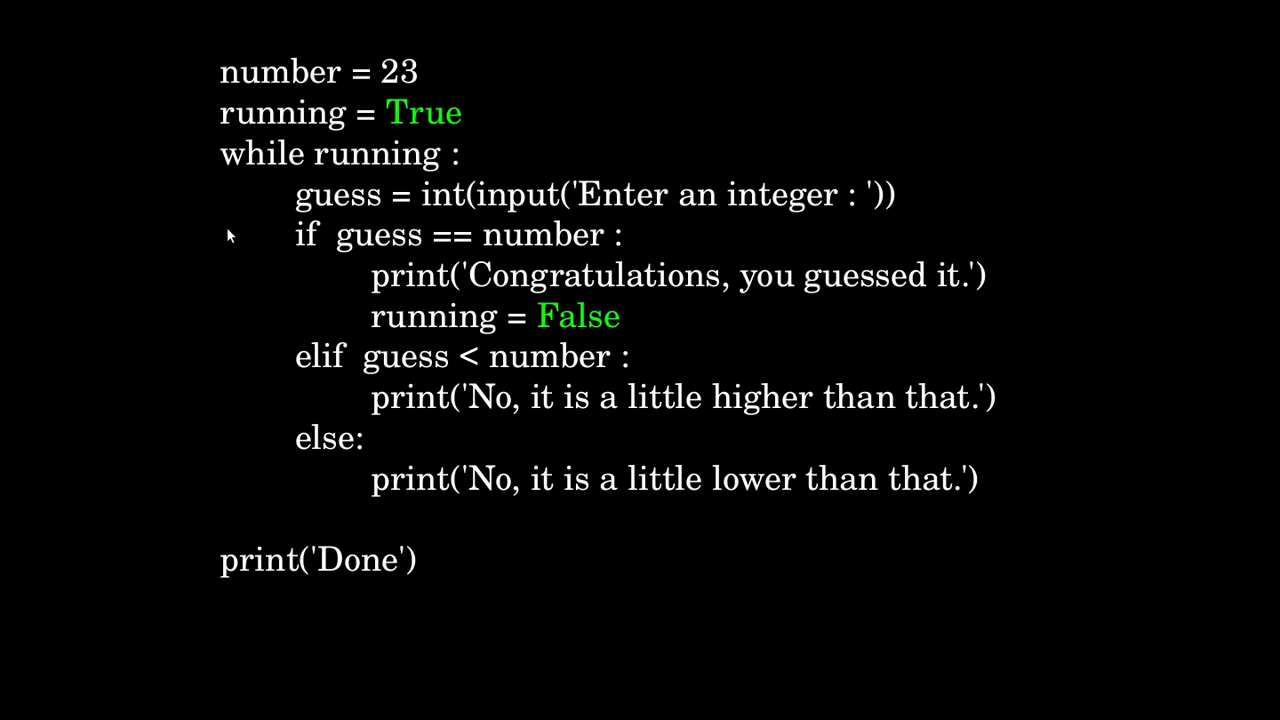 number = 23
running = True
while running :
guess = int(input('Enter an integer : '))
if  guess == number :
print('Congratulations, you guessed it.')
running = False
elif  guess < number :
print('No, it is a little higher than that.')
else:
print('No, it is a little lower than that.')
print('Done')